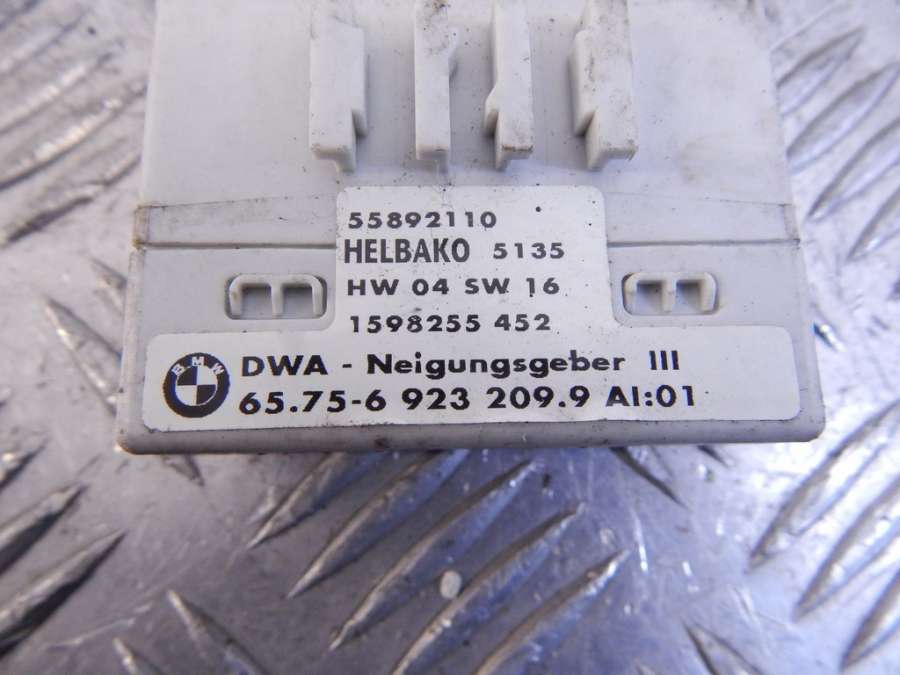 55892110
HELBAKO 5135
HW 04 SW 16
1598255 452
BMW
DWA - Neigungsgeber III
65.75-6 923 209.9 AI:01